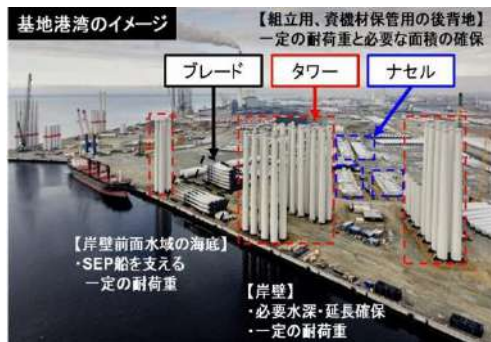 基地港湾のイメージ
【組立用、資機材保管用の後背地】
一定の耐荷重と必要な面積の確保
ブレード
タワー
ナセル
【岸壁前面水域の海底】
・SEP船を支える
一定の耐荷重
【岸壁】
・必要水深・延長確保
・一定の耐荷重